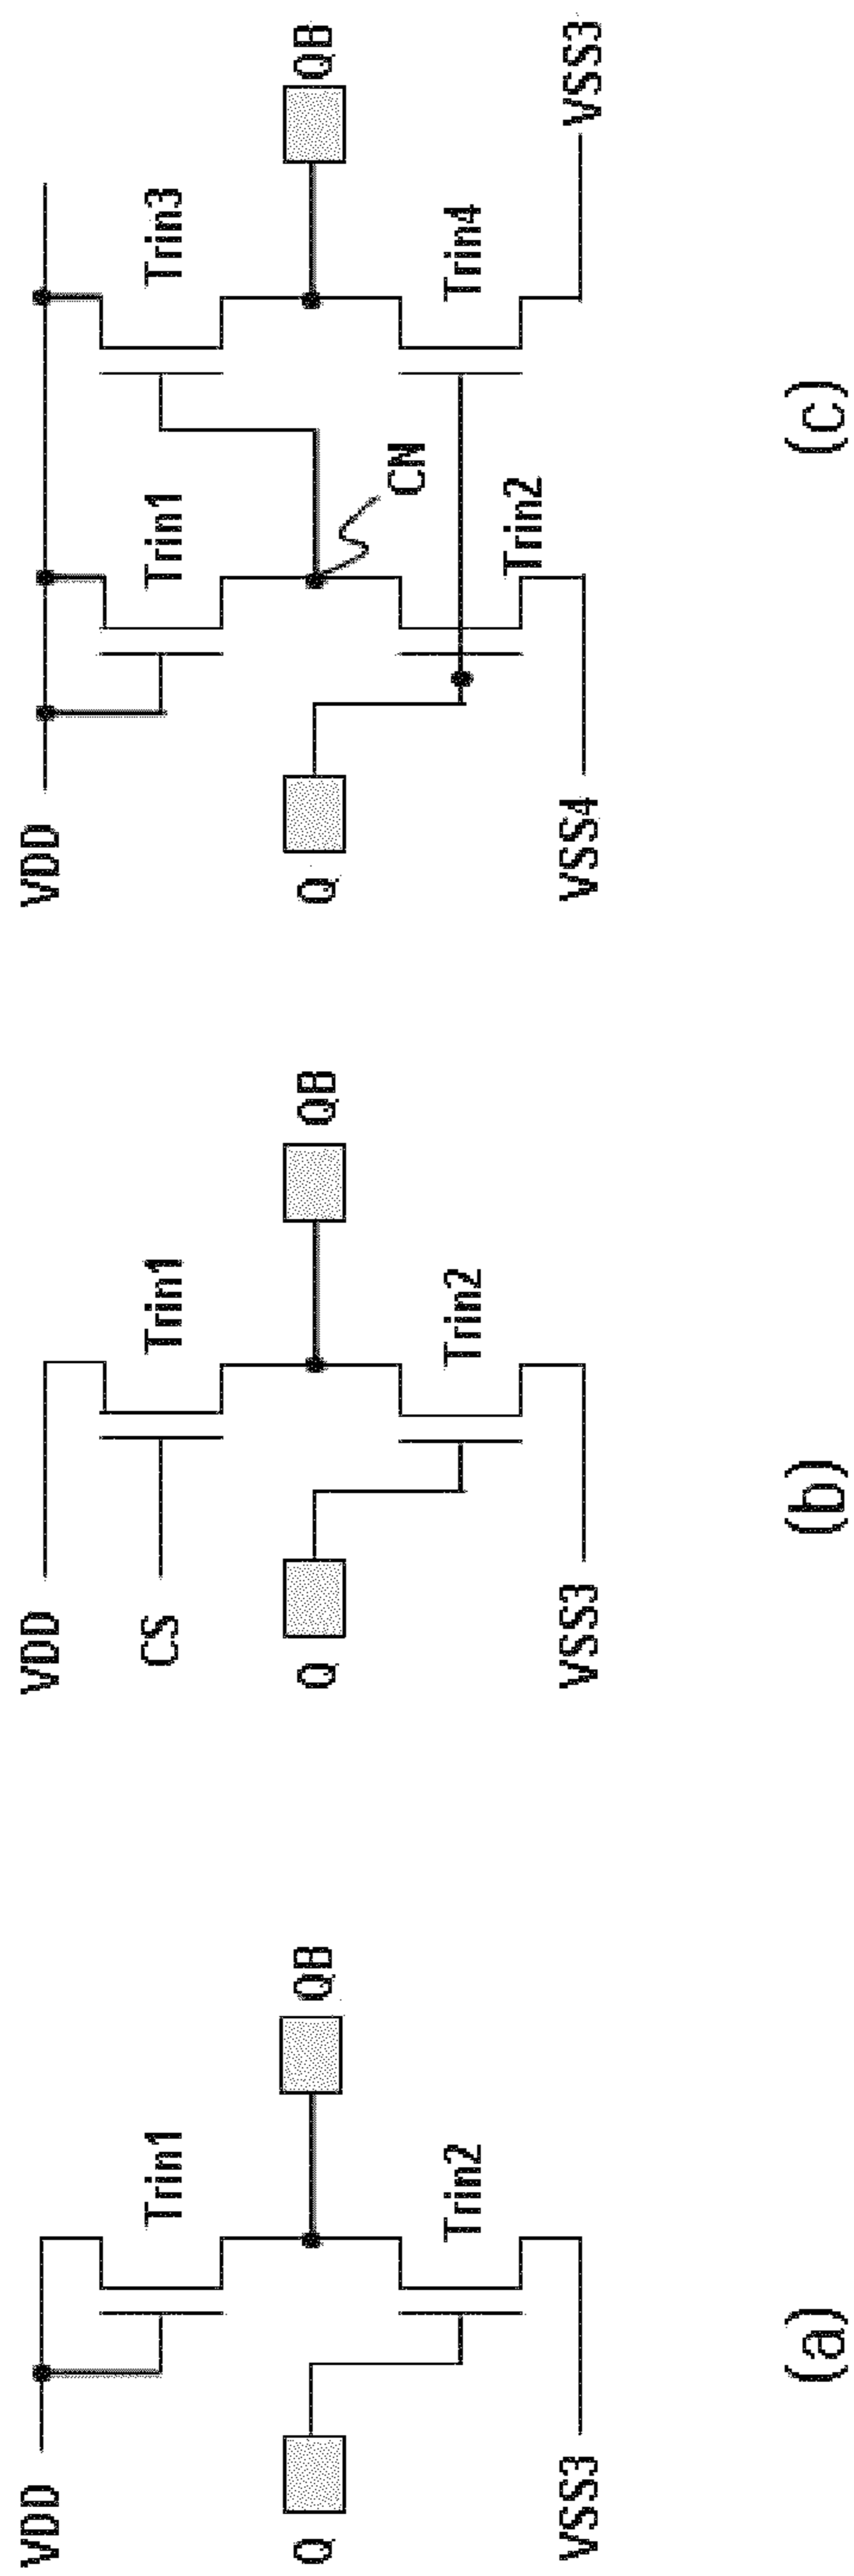 VDD
Trin1
Q
QB
Trin2
VSS3
(a)
VDD
CS
Trin1
Q
QB
Trin2
VSS3
(b)
VDD
Trin1
Trin3
Q
CN
QB
Trin2
Trin4
VSS4
VSS3
(c)